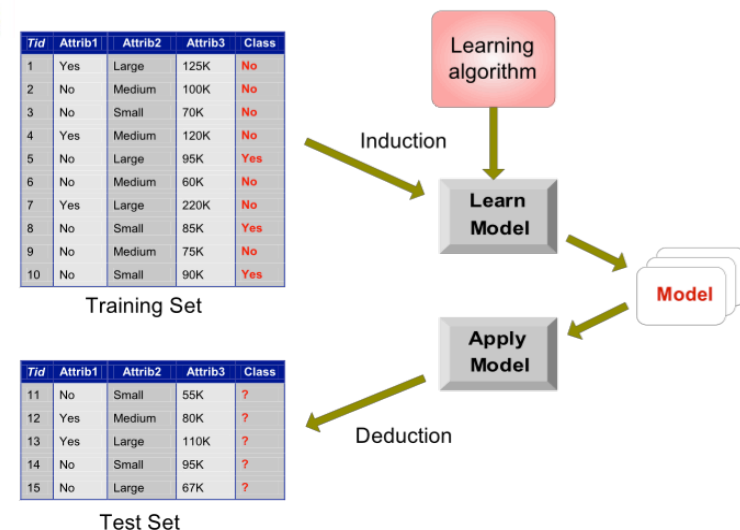 Tid Attrib1 Attrib2 Attrib3 Class
1 Yes Large 125K No
2 No Medium 100K No
3 No Small 70K No
4 Yes Medium 120K No
5 No Large 95K Yes
6 No Medium 60K No
7 Yes Large 220K No
8 No Small 85K Yes
9 No Medium 75K No
10 No Small 90K Yes
Training Set
Learning
algorithm
Induction
Learn
Model
Model
Apply
Model
Deduction
Tid Attrib1 Attrib2 Attrib3 Class
11 No Small 55K ?
12 Yes Medium 80K ?
13 Yes Large 110K ?
14 No Small 95K ?
15 No Large 67K ?
Test Set